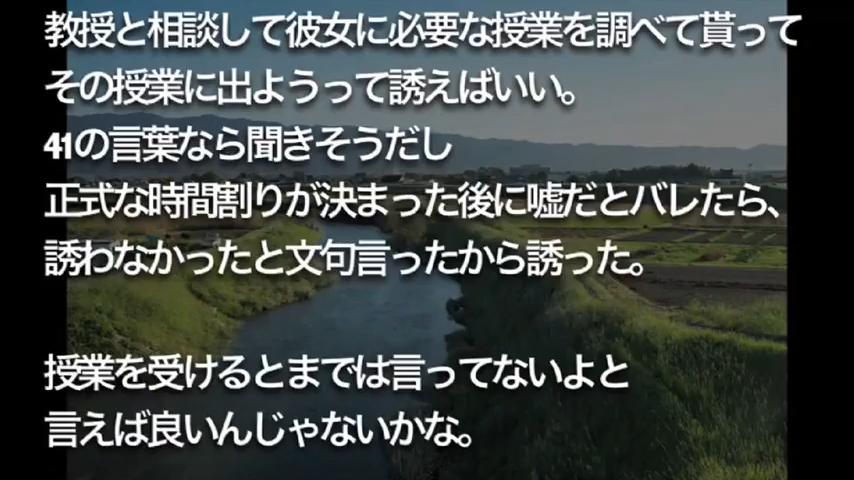 教授と相談して彼女に必要な授業を調べて貰って
その授業に出ようって誘えばいい。
41の言葉なら聞きそうだし
正式な時間割りが決まった後に嘘だとバレたら、
誘わなかったと文句言ったから誘った。
授業を受けるとまでは言ってないよと
言えば良いんじゃないかな。